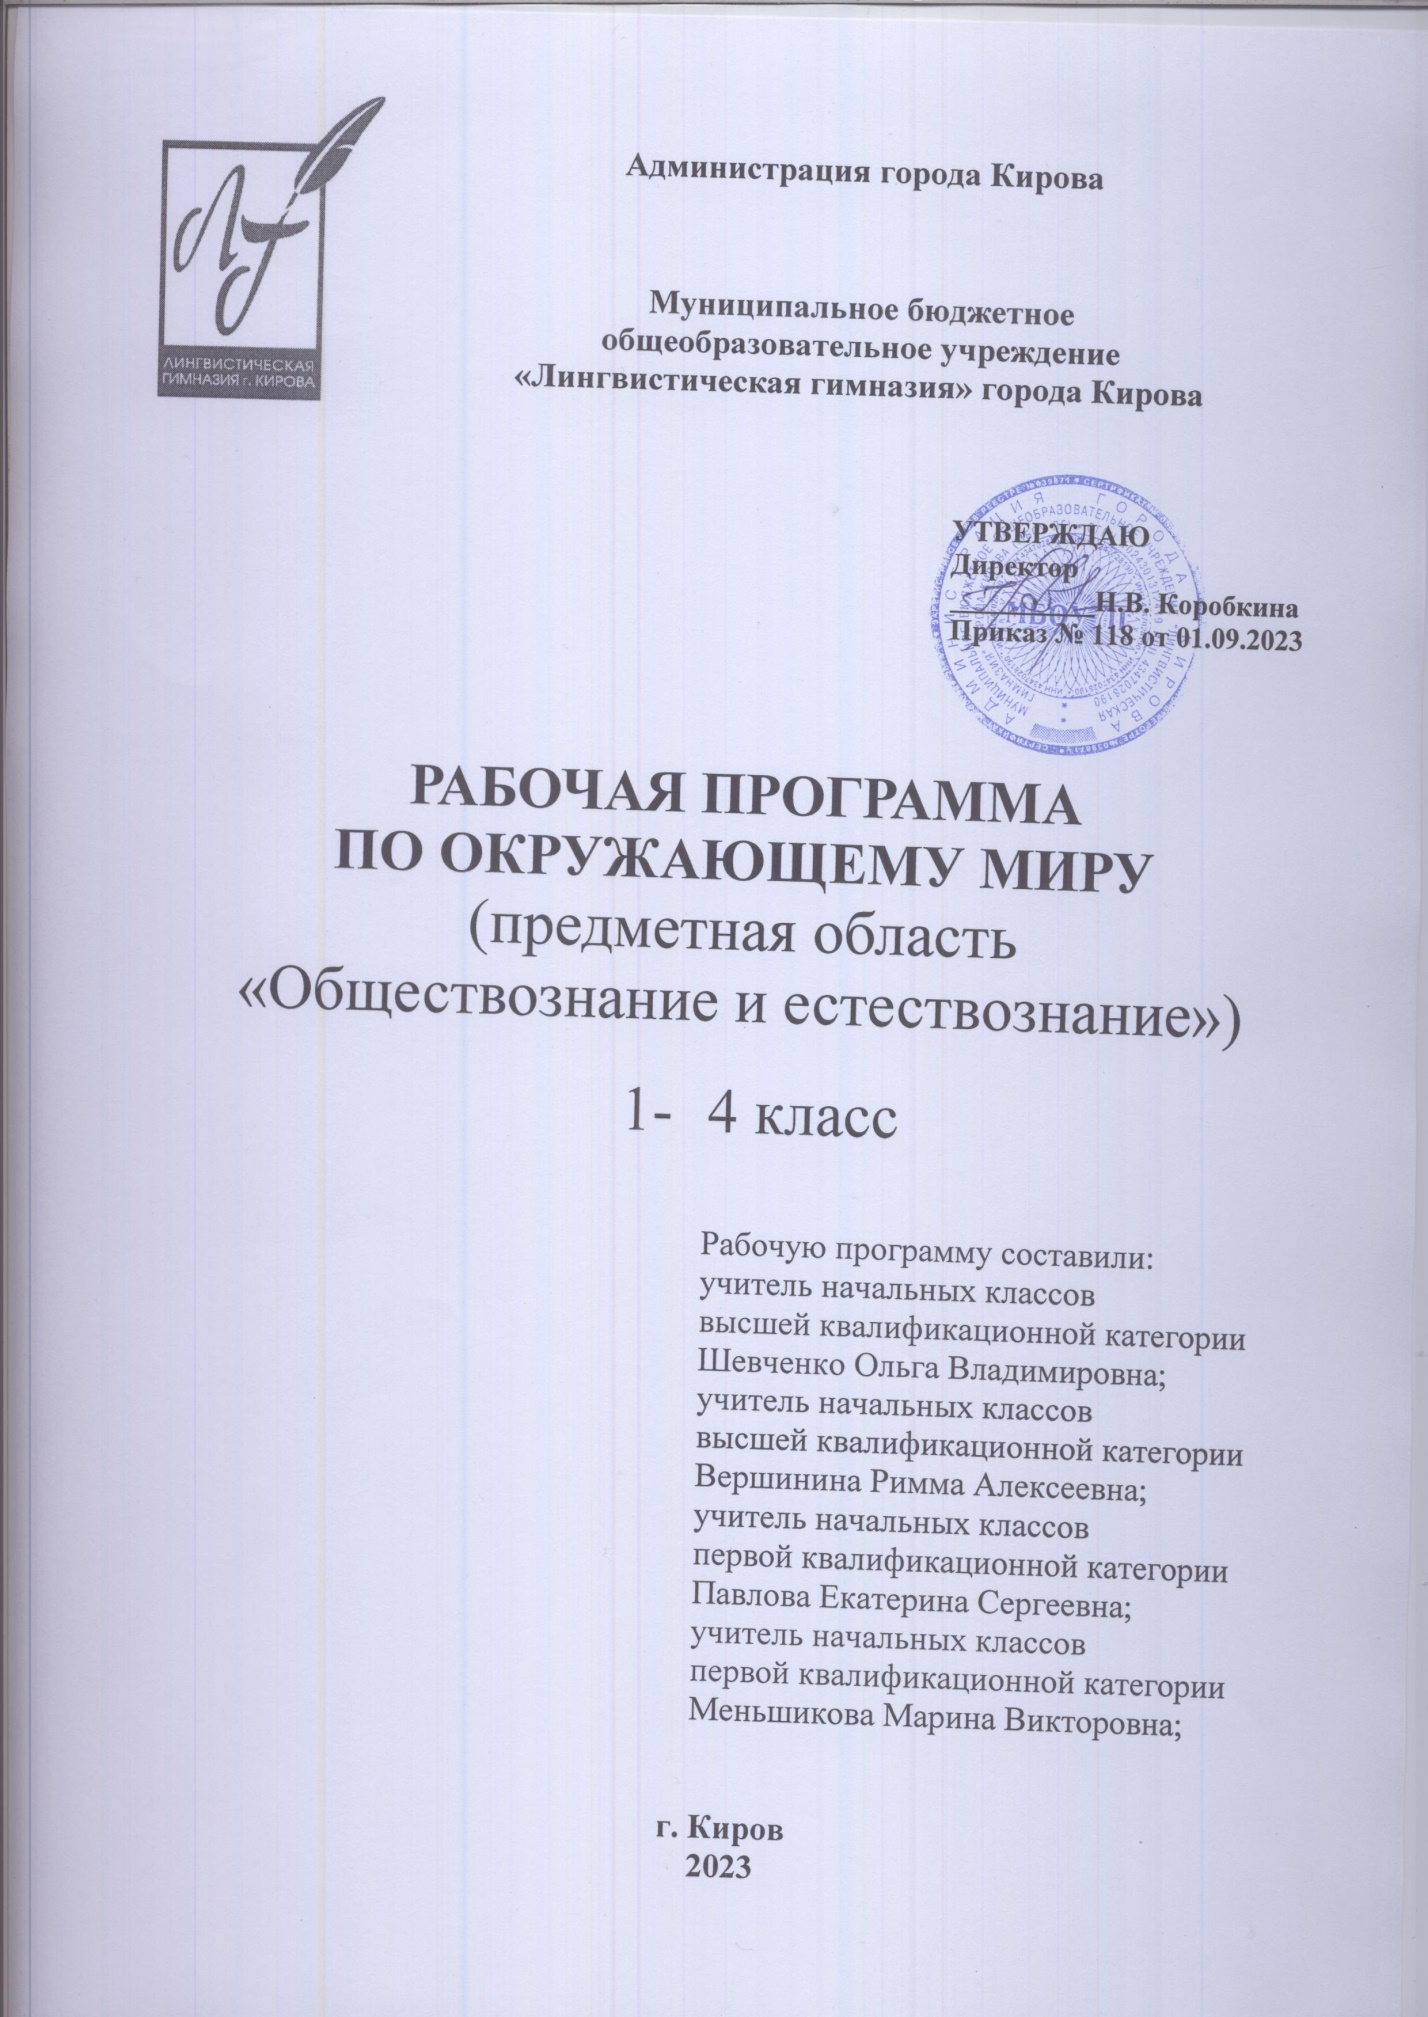 Администрация города Кирова
ЛИНГВИСТИЧЕСКАЯ
ГИМНАЗИЯ г. КИРОВА
Муниципальное бюджетное
общеобразовательное учреждение
«Лингвистическая гимназия» города Кирова
УТВЕРЖДАЮ
Директор
Н.В. Коробкина
Приказ № 118 от 01.09.2023
АДМИНИСТРАЦИЯ ГОРОДА КИРОВА
РАБОЧАЯ ПРОГРАММА
ПО ОКРУЖАЮЩЕМУ МИРУ
(предметная область
«Обществознание и естествознание»)
1- 4 класс
Рабочую программу составили:
учитель начальных классов
высшей квалификационной категории
Шевченко Ольга Владимировна;
учитель начальных классов
высшей квалификационной категории
Вершинина Римма Алексеевна;
учитель начальных классов
первой квалификационной категории
Павлова Екатерина Сергеевна;
учитель начальных классов
первой квалификационной категории
Меньшикова Марина Викторовна;
г. Киров
2023